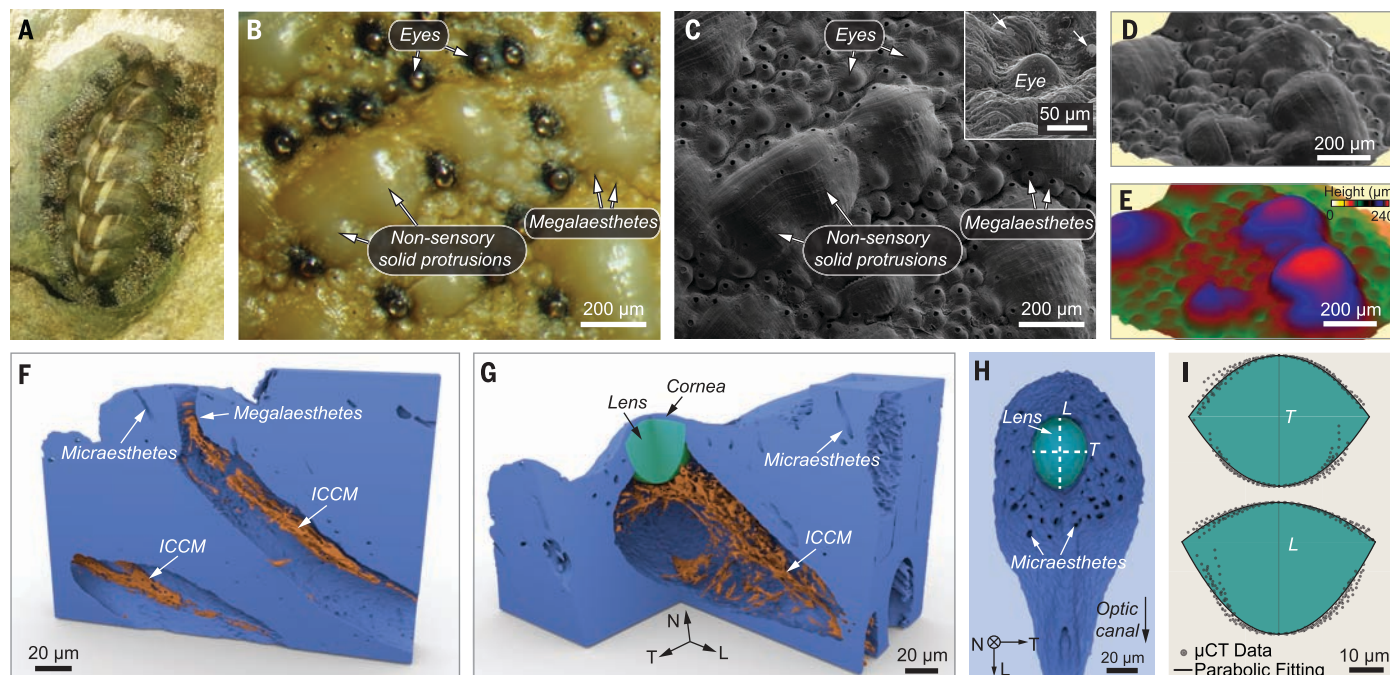 A
B
Eyes
Megalaesthetes
Non-sensory
solid protrusions
200 µm
C
Eyes
Eye
50 µm
Megalaesthetes
Non-sensory
solid protrusions
200 µm
D
200 µm
E
Height (µm
0
240
200 µm
F
Megalaesthetes
Micraesthetes
ICCM
ICCM
20 µm
G
Cornea
Lens
Micraesthetes
ICCM
N
T
L
20 µm
H
L
Lens
T
Micraesthetes
Optic
canal
N
T
L
20 µm
I
T
L
µCT Data
Parabolic Fitting
10 µm